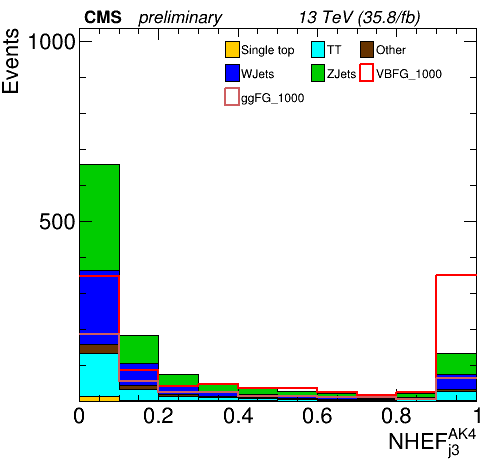 CMS preliminary 13 TeV (35.8/fb)
Events
1000
500
Single top TT Other
WJets ZJets VBFG_1000
ggFG_1000
0 0.2 0.4 0.6 0.8 1
NHEF AK4 j3